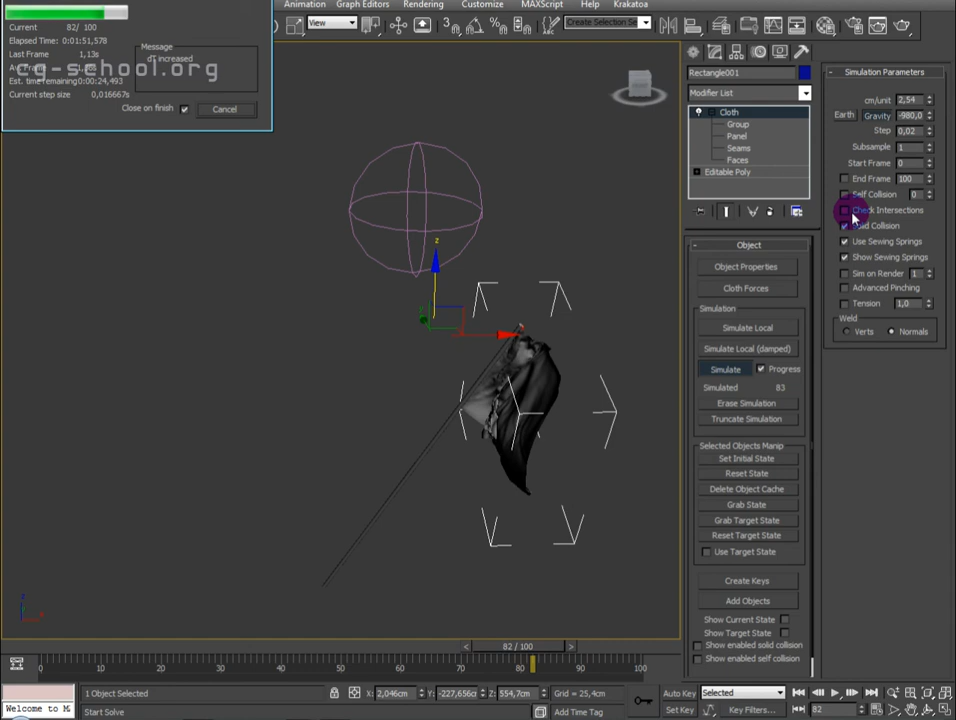 Animation Graph Editors Rendering Customize MAXScript Help Krakatoa
View
Create Selection Se
Current 82/ 100
Elapsed Time: 0:01:51,578
Last Frame 1,13s
Message
dT increased
cg-school.org
Est. time remaining 0:00:24,493
Current step size 0,016667s
Close on finish
Cancel
Rectangle001
Modifier List
Cloth
Group
Panel
Seams
Faces
Editable Poly
Object
Object Properties
Cloth Forces
Simulation
Simulate Local
Simulate Local (damped)
Simulate Progress
Simulated 83
Erase Simulation
Truncate Simulation
Selected Objects Manip
Set Initial State
Reset State
Delete Object Cache
Grab State
Grab Target State
Reset Target State
Use Target State
Create Keys
Add Objects
Show Current State
Show Target State
Show enabled solid collision
Show enabled self collision
Simulation Parameters
cm/unit 2,54
Earth Gravity -980,0
Step 0,02
Subsample 1
Start Frame 0
End Frame 100
Self Collision 0
Check Intersections
Solid Collision
Use Sewing Springs
Show Sewing Springs
Sim on Render 1
Advanced Pinching
Tension 1,0
Weld
Verts Normals
z
82 / 100
0 10 20 30 40 50 60 70 80 90 100
1 Object Selected
X: 2,046cm Y: -227,656c Z: 554,7cm Grid = 25,4cm
Auto Key Selected
Welcome to M
Start Solve
Add Time Tag
Set Key Key Filters... 82